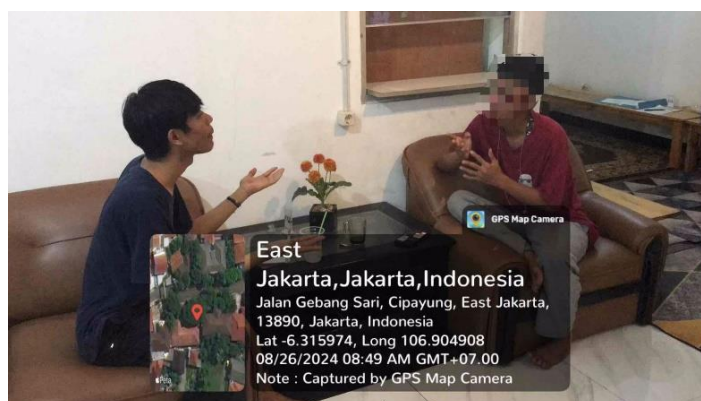 GPS Map Camera
East
Jakarta,Jakarta,Indonesia
Jalan Gebang Sari, Cipayung, East Jakarta,
13890, Jakarta, Indonesia
Lat -6.315974, Long 106.904908
08/26/2024 08:49 AM GMT+07.00
Note : Captured by GPS Map Camera